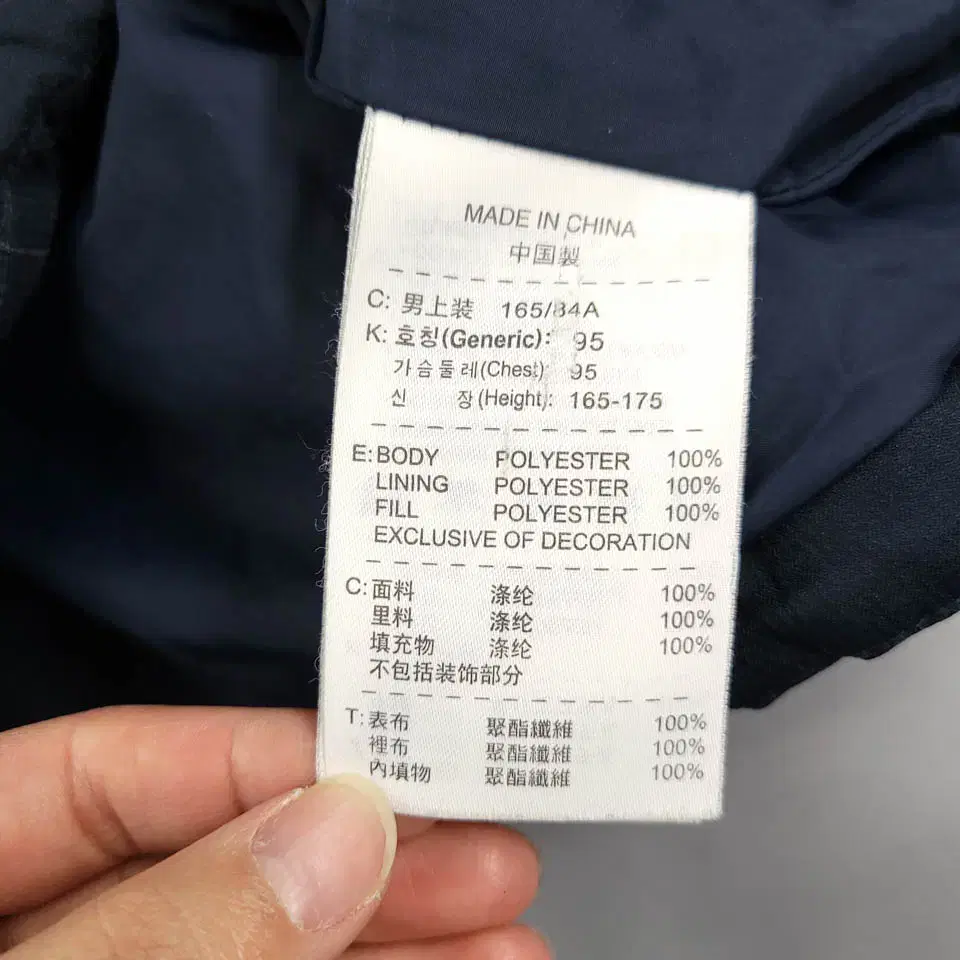 MADE IN CHINA
中国製
C: 男上装 165/84A
K: 호칭(Generic): 95
가슴둘레(Chest): 95
신 장(Height): 165-175
E: BODY POLYESTER 100%
LINING POLYESTER 100%
FILL POLYESTER 100%
EXCLUSIVE OF DECORATION
C: 面料 涤纶 100%
里料 涤纶 100%
填充物 涤纶 100%
不包括装饰部分
T: 表布 聚酯纖維 100%
裡布 聚酯纖維 100%
內填物 聚酯纖維 100%